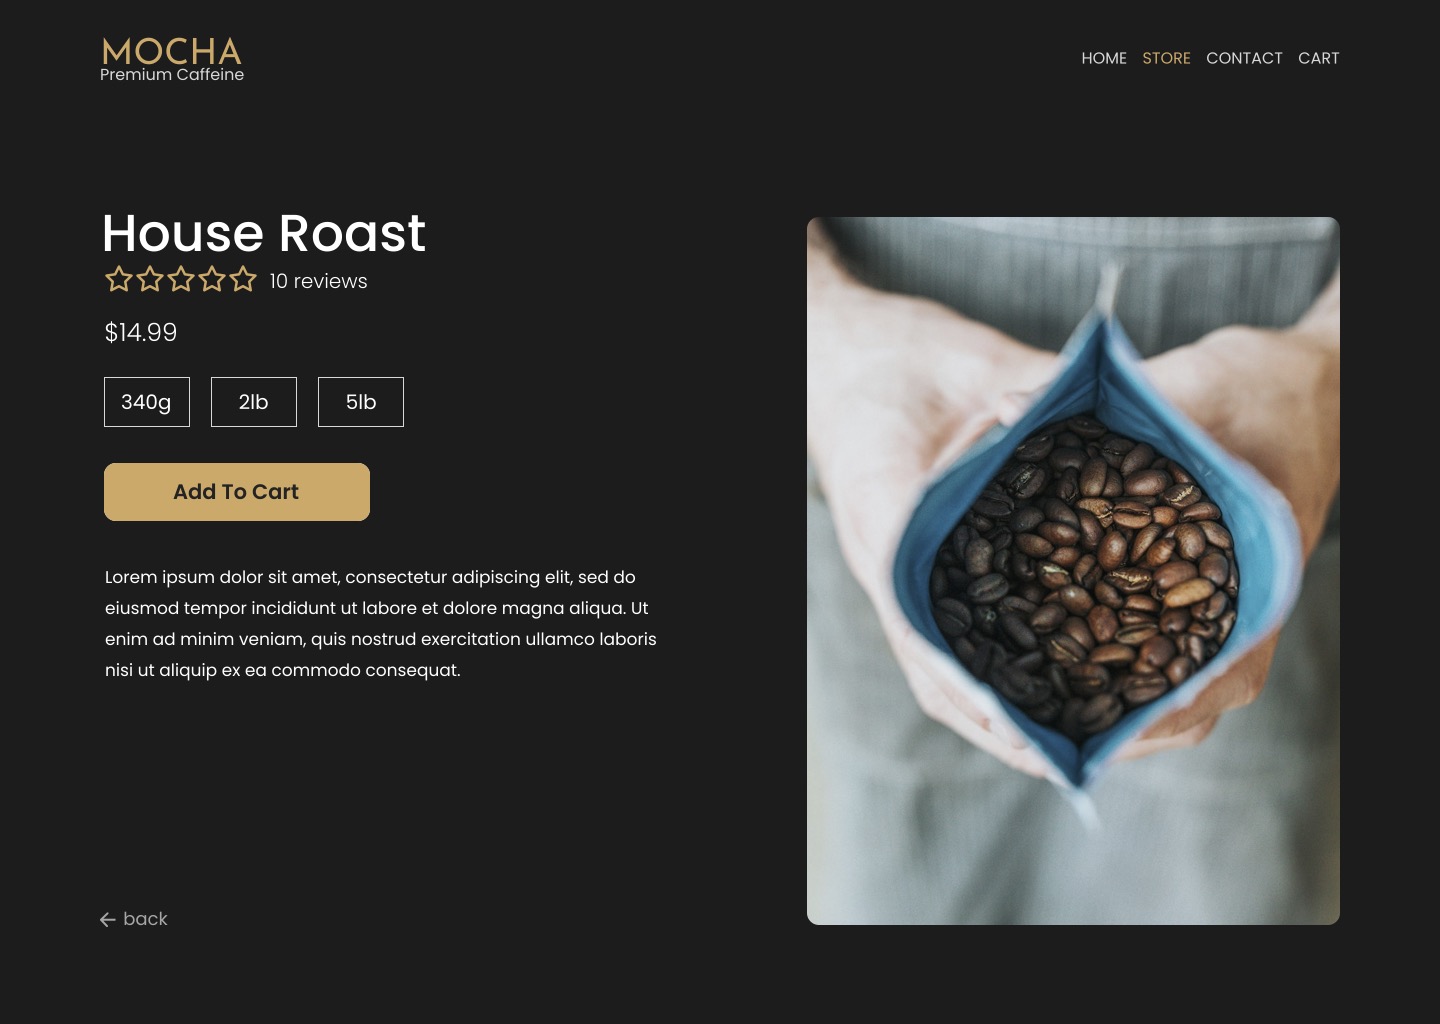 MOCHA
Premium Caffeine
HOME STORE CONTACT CART
House Roast
10 reviews
$14.99
340g 2lb 5lb
Add To Cart
Lorem ipsum dolor sit amet, consectetur adipiscing elit, sed do
eiusmod tempor incididunt ut labore et dolore magna aliqua. Ut
enim ad minim veniam, quis nostrud exercitation ullamco laboris
nisi ut aliquip ex ea commodo consequat.
back